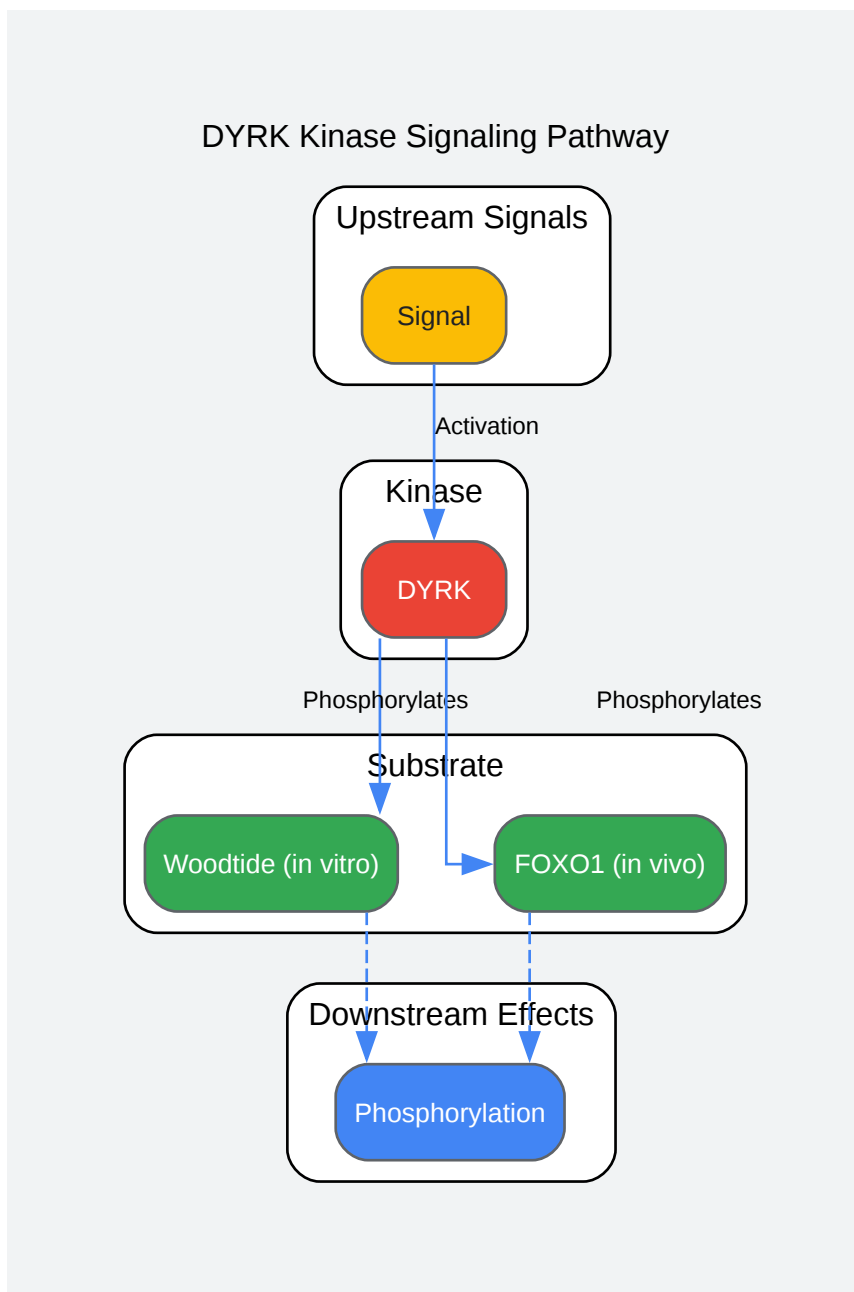 DYRK Kinase Signaling Pathway
Upstream Signals
Signal
Activation
Kinase
DYRK
Phosphorylates
Phosphorylates
Substrate
Woodtide (in vitro)
FOXO1 (in vivo)
Downstream Effects
Phosphorylation